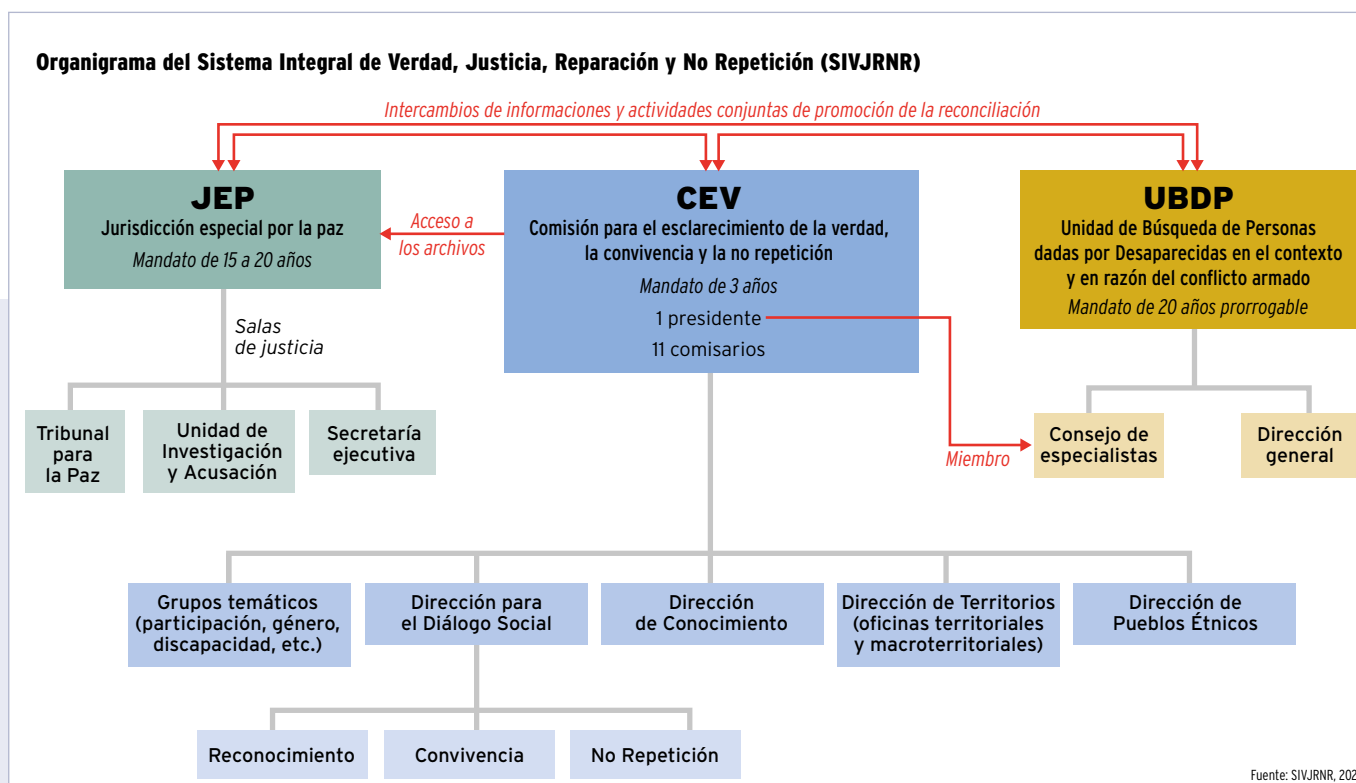 Organigrama del Sistema Integral de Verdad, Justicia, Reparación y No Repetición (SIVJRNR)
Intercambios de informaciones y actividades conjuntas de promoción de la reconciliación
JEP
Jurisdicción especial por la paz
Mandato de 15 a 20 años
Acceso a
los archivos
CEV
Comisión para el esclarecimiento de la verdad,
la convivencia y la no repetición
Mandato de 3 años
1 presidente
11 comisarios
UBDP
Unidad de Búsqueda de Personas
dadas por Desaparecidas en el contexto
y en razón del conflicto armado
Mandato de 20 años prorrogable
Salas
de justicia
Tribunal
para
la Paz
Unidad de
Investigación
y Acusación
Secretaría
ejecutiva
Miembro
Consejo de
especialistas
Dirección
general
Grupos temáticos
(participación, género,
discapacidad, etc.)
Dirección para
el Diálogo Social
Dirección
de Conocimiento
Dirección de Territorios
(oficinas territoriales
y macroterritoriales)
Dirección de
Pueblos Étnicos
Reconocimiento
Convivencia
No Repetición
Fuente: SIVJRNR,